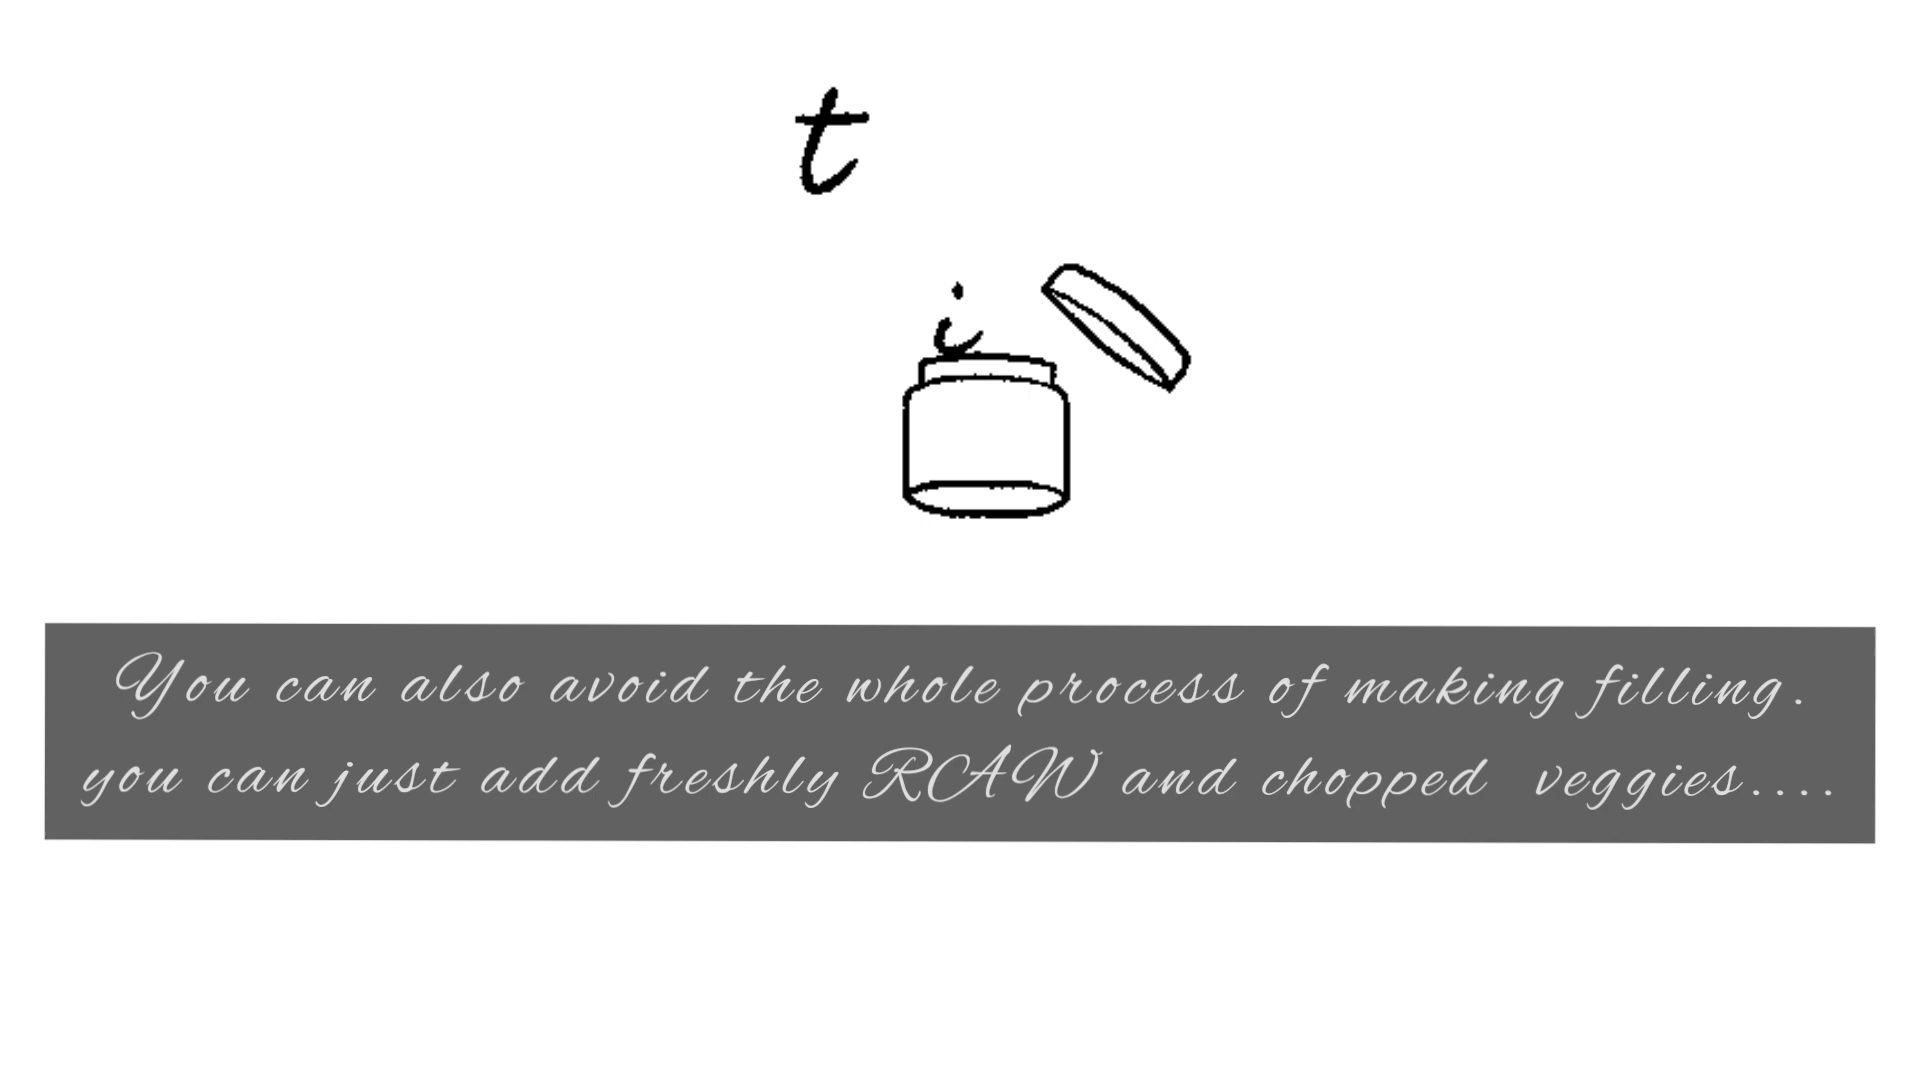 t
i
You can also avoid the whole process of making filling.
you can just add freshly RAW and chopped  veggies....